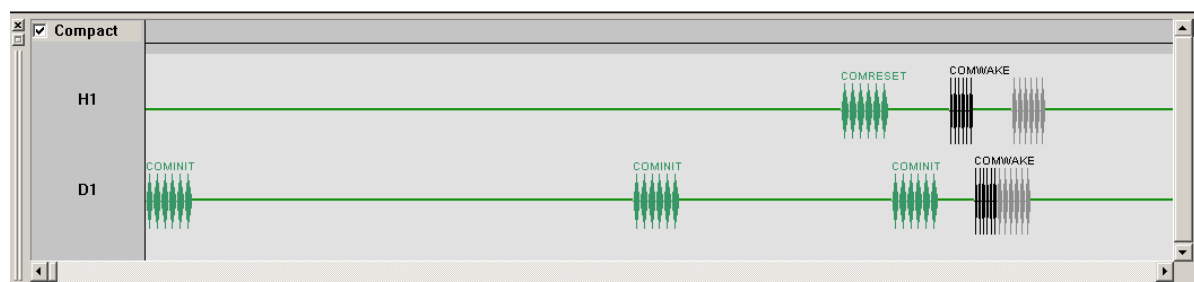 Compact
COMRESET
COMWAKE
H1
COMINIT
COMINIT
COMINIT
COMWAKE
D1